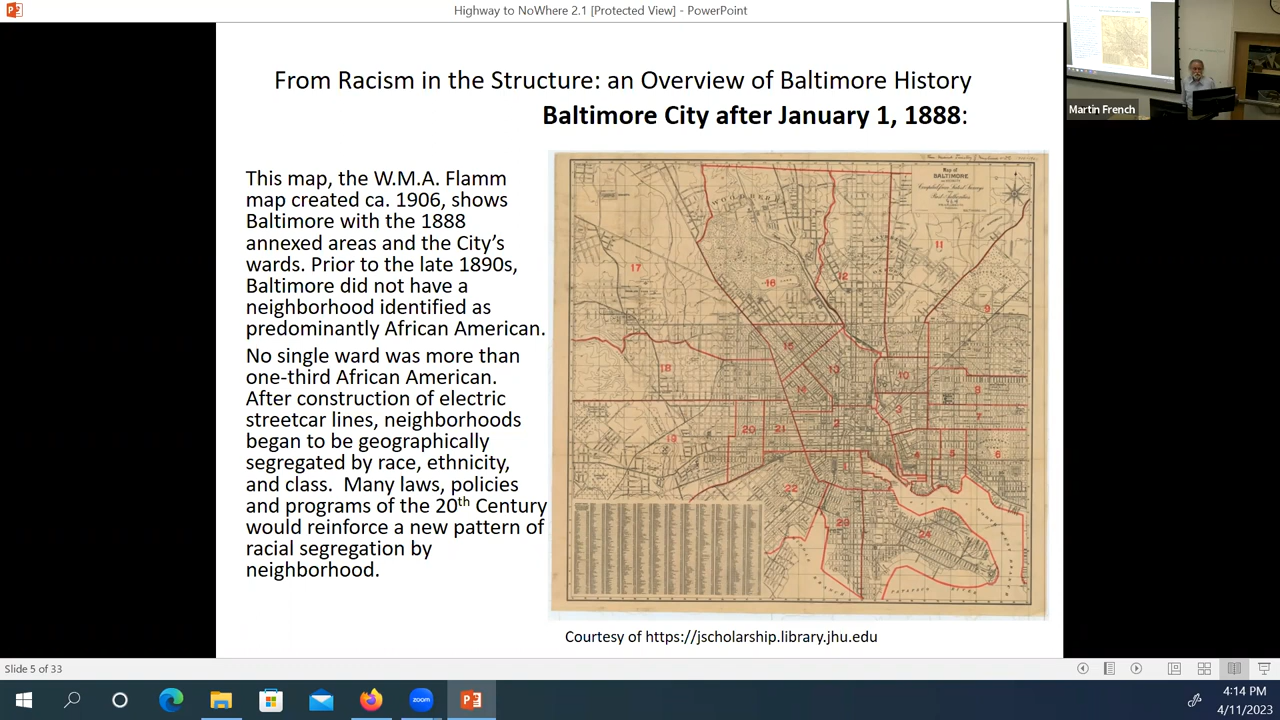 Highway to NoWhere 2.1 [Protected View] - PowerPoint
Martin French
From Racism in the Structure: an Overview of Baltimore History
Baltimore City after January 1, 1888:
This map, the W.M.A. Flamm
map created ca. 1906, shows
Baltimore with the 1888
annexed areas and the City’s
wards. Prior to the late 1890s,
Baltimore did not have a
neighborhood identified as
predominantly African American.
No single ward was more than
one-third African American.
After construction of electric
streetcar lines, neighborhoods
began to be geographically
segregated by race, ethnicity,
and class. Many laws, policies
and programs of the 20th Century
would reinforce a new pattern of
racial segregation by
neighborhood.
Map of
BALTIMORE
11
17
16
12
9
15
18
13
10
14
8
3
7
2
20
21
19
4
5
6
1
22
23
24
Courtesy of https://jscholarship.library.jhu.edu
Slide 5 of 33
zoom
4:14 PM
4/11/2023